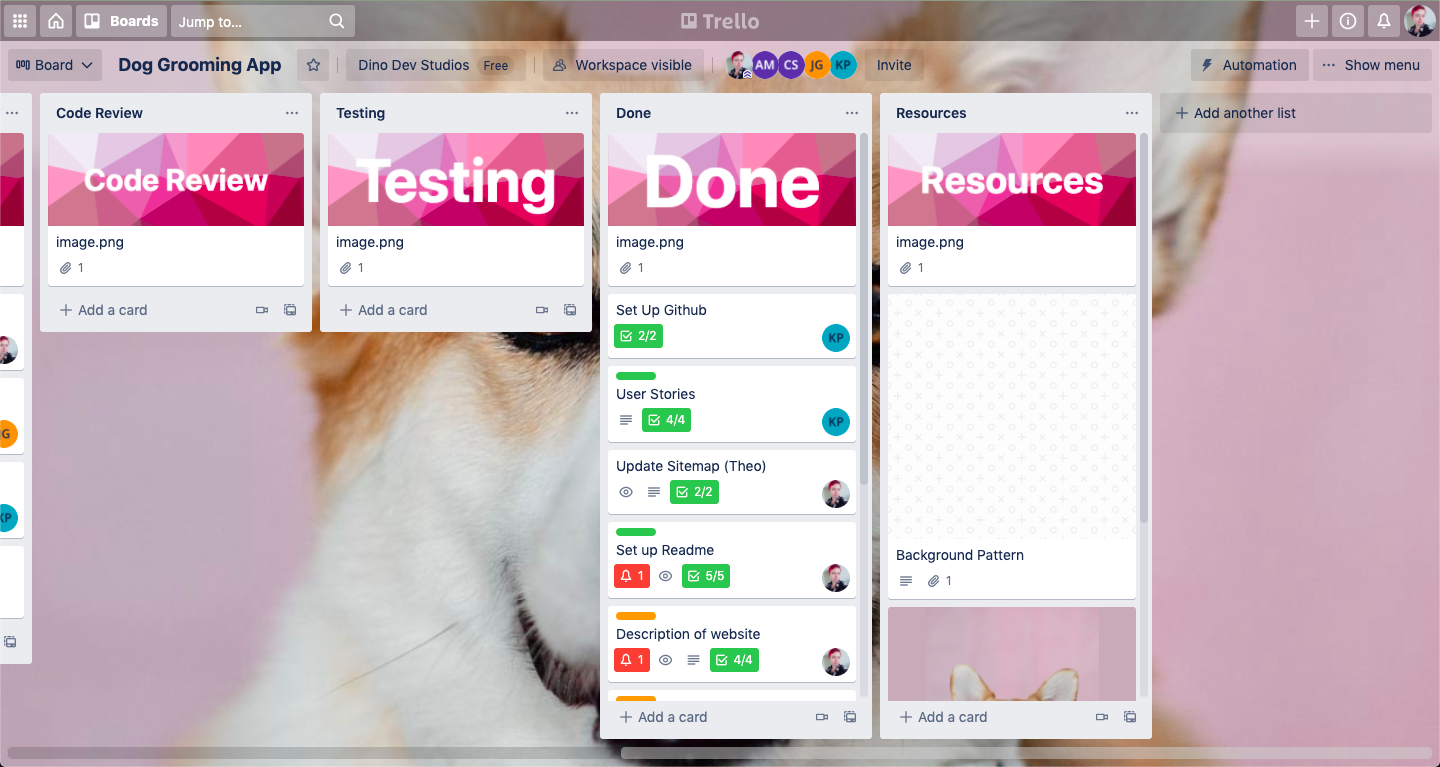 Boards
Jump to...
Trello
Board
Dog Grooming App
Dino Dev Studios Free
Workspace visible
AM CS JG KP
Invite
Automation
Show menu
Code Review
Code Review
image.png
1
Add a card
Testing
Testing
image.png
1
Add a card
Done
Done
image.png
1
Set Up Github
2/2
KP
User Stories
4/4
KP
Update Sitemap (Theo)
2/2
Set up Readme
1 5/5
Description of website
1 4/4
Add a card
Resources
Resources
image.png
1
Background Pattern
1
Add a card
Add another list
JG
KP